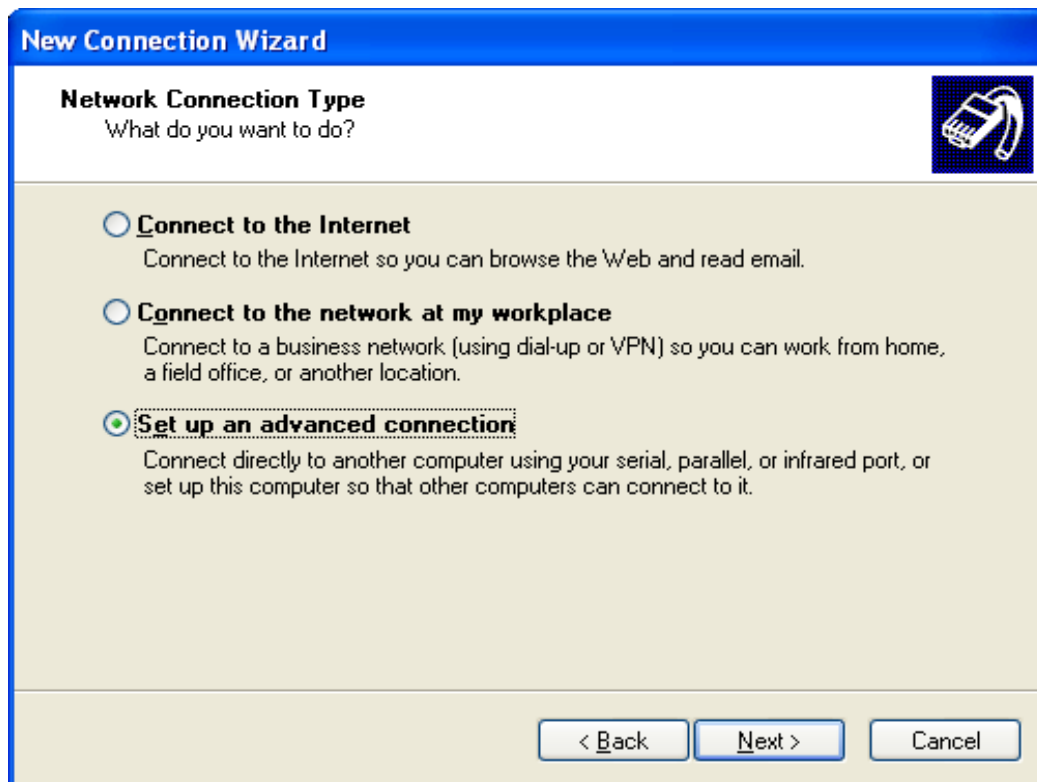 New Connection Wizard
Network Connection Type
What do you want to do?
Connect to the Internet
Connect to the Internet so you can browse the Web and read email.
Connect to the network at my workplace
Connect to a business network (using dial-up or VPN) so you can work from home,
a field office, or another location.
Set up an advanced connection
Connect directly to another computer using your serial, parallel, or infrared port, or
set up this computer so that other computers can connect to it.
< Back Next > Cancel